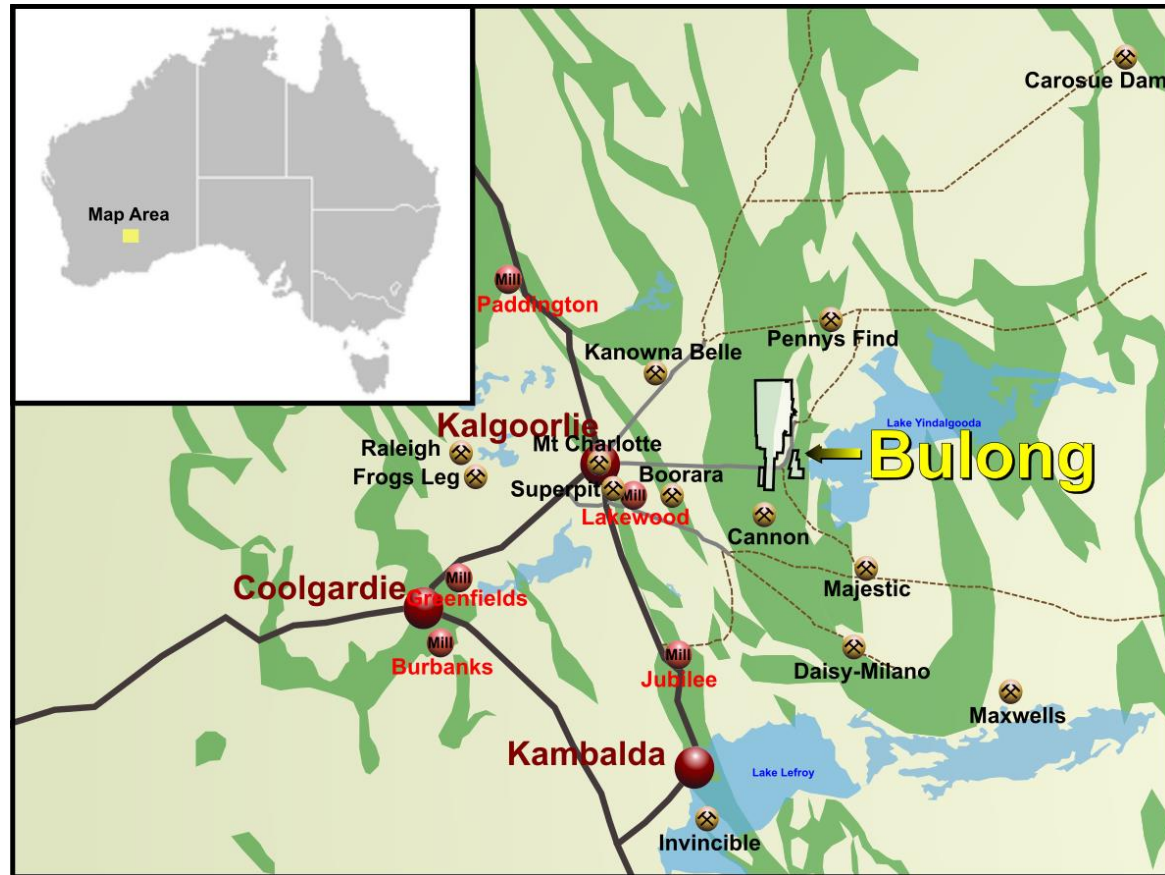 Map Area
Carosue Dam
Mill
Paddington
Pennys Find
Kanowna Belle
Lake Yindalgooda
Kalgoorlie
Mt Charlotte
Bulong
Raleigh
Frogs Leg
Boorara
Superpit
Mill
Lakewood
Cannon
Coolgardie
Mill
Greenfields
Majestic
Mill
Burbanks
Mill
Jubilee
Daisy-Milano
Maxwells
Kambalda
Lake Lefroy
Invincible